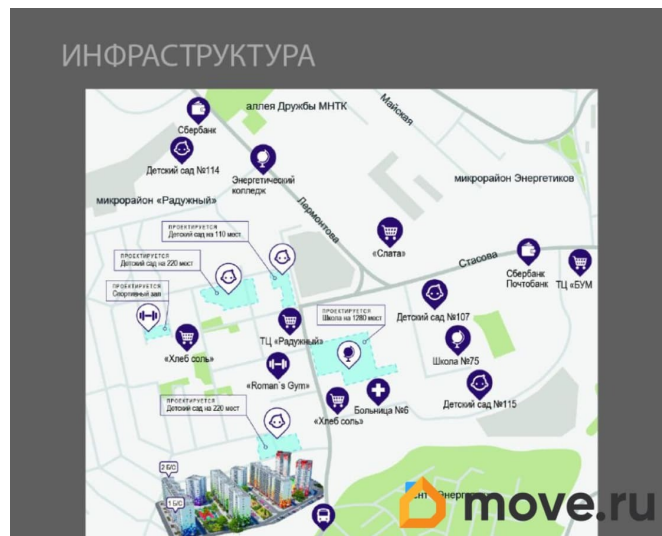 ИНФРАСТРУКТУРА
аллея Дружбы МНТК
Майская
Сбербанк
Детский сад №114
Энергетический
колледж
микрорайон Энергетиков
микрорайон «Радужный»
Лермонтова
ПРОЕКТИРУЕТСЯ
Детский сад на 110 мест
«Слата»
Стасова
ПРОЕКТИРУЕТСЯ
Детский сад на 220 мест
Сбербанк
Почтобанк
ТЦ «БУМ
ПРОЕКТИРУЕТСЯ
Спортивный зал
ПРОЕКТИРУЕТСЯ
Школа на 1280 мест
Детский сад №107
ТЦ «Радужный»
«Хлеб соль»
Школа №75
«Roman`s Gym»
ПРОЕКТИРУЕТСЯ
Детский сад на 220 мест
Больница №6
Детский сад №115
«Хлеб соль»
2 Б/С
1 Б/С
move.ru